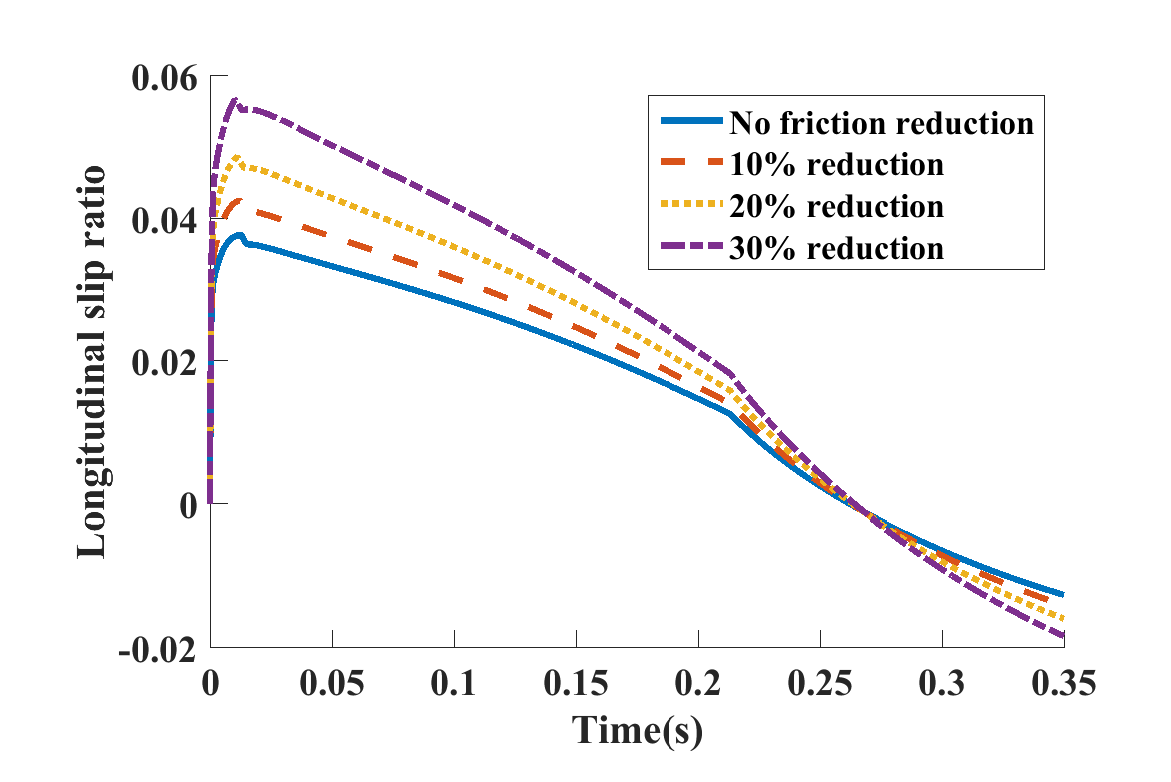 0.06
0.04
0.02
0
-0.02
Longitudinal slip ratio
No friction reduction
10% reduction
20% reduction
30% reduction
0 0.05 0.1 0.15 0.2 0.25 0.3 0.35
Time(s)